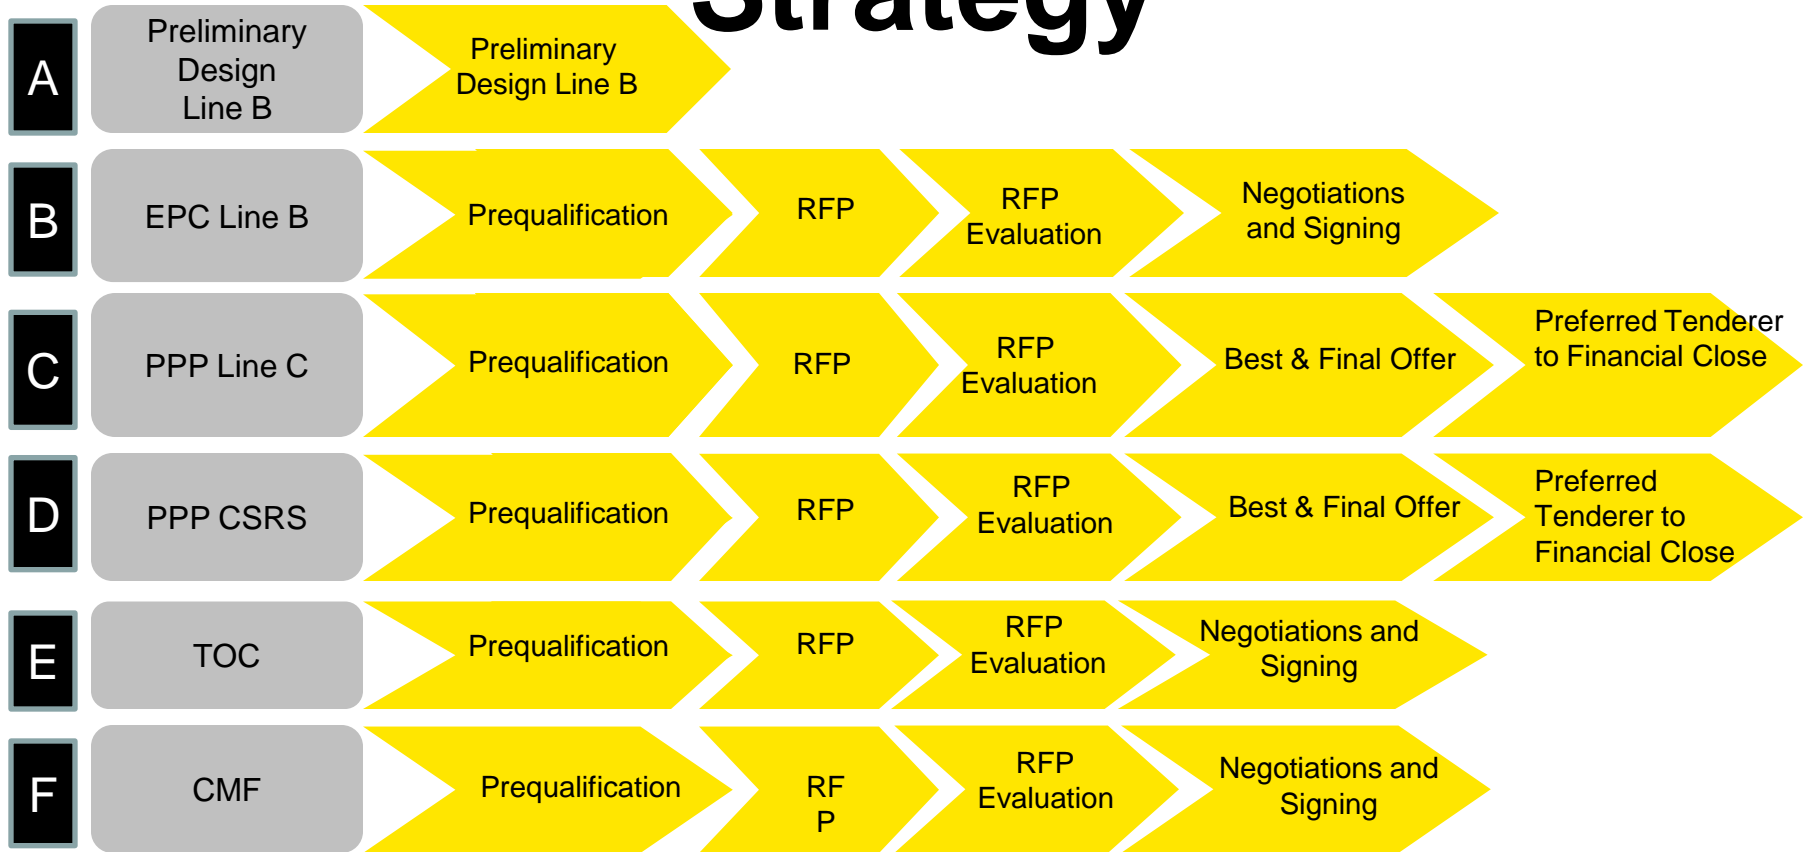 Strategy
A
Preliminary
Design
Line B
Preliminary
Design Line B
B
EPC Line B
Prequalification
RFP
RFP
Evaluation
Negotiations
and Signing
C
PPP Line C
Prequalification
RFP
RFP
Evaluation
Best & Final Offer
Preferred Tenderer
to Financial Close
D
PPP CSRS
Prequalification
RFP
RFP
Evaluation
Best & Final Offer
Preferred
Tenderer to
Financial Close
E
TOC
Prequalification
RFP
RFP
Evaluation
Negotiations and
Signing
F
CMF
Prequalification
RF
P
RFP
Evaluation
Negotiations and
Signing